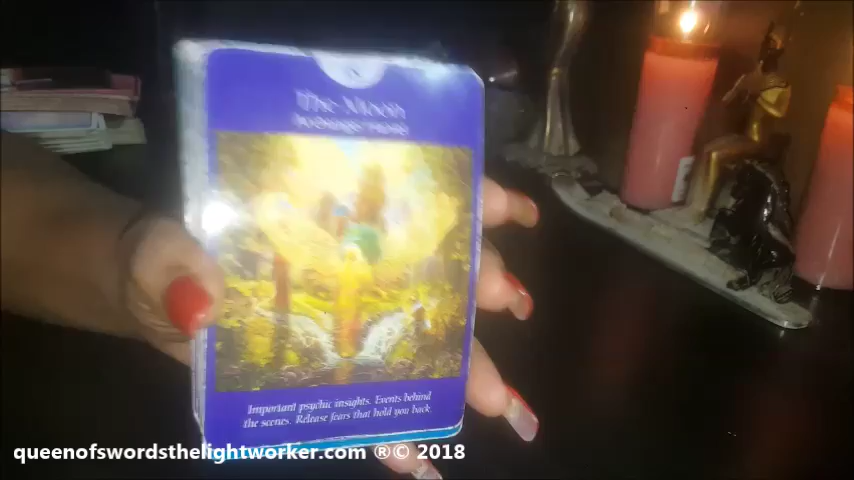 The Moon
Important psychic insights. Events behind
the scenes. Release fears that hold you back.
queenofswordsthelightworker.com ®© 2018